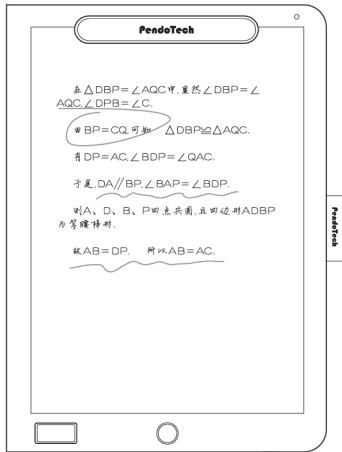 PendoTech
在△DBP=∠AQC中,显然∠DBP=∠
AQC,∠DPB=∠C.
由BP=CQ,可知 △DBP≌△AQC.
有DP=AC,∠BDP=∠QAC.
于是,DA∥BP,∠BAP=∠BDP.
则A、D、B、P四点共圆,且四边形ADBP
为等腰梯形.
故AB=DP. 所以AB=AC.
PendoTech